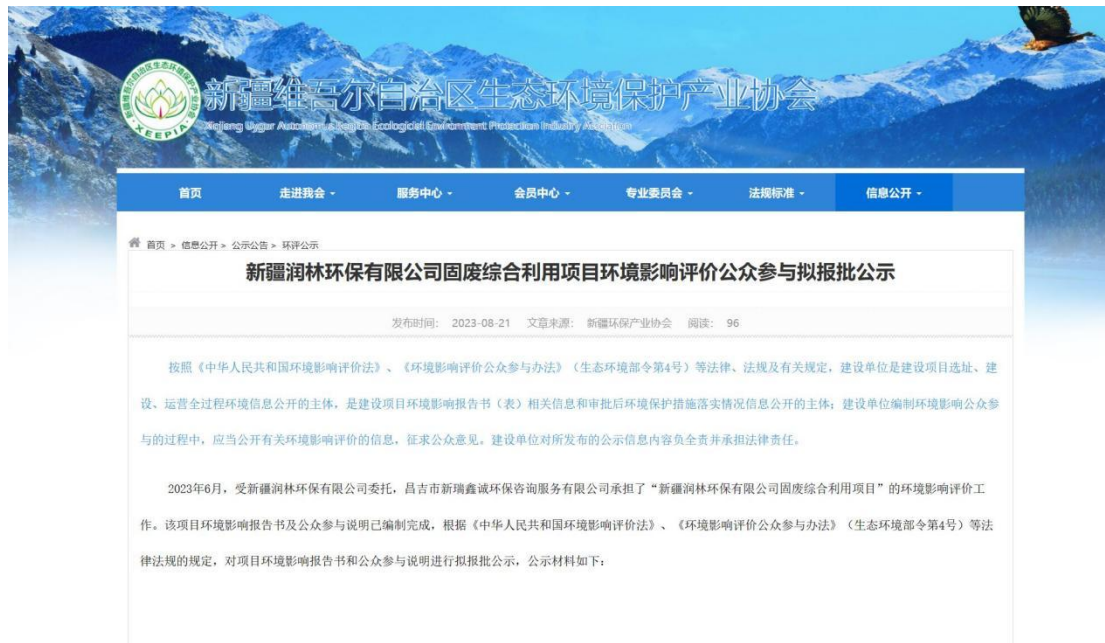 新疆维吾尔自治区生态环境保护产业协会
XEEPIA
首页
走进我会
服务中心
会员中心
专业委员会
法规标准
信息公开
首页 > 信息公开 > 公示公告 > 环评公示
新疆润林环保有限公司固废综合利用项目环境影响评价公众参与拟报批公示
发布时间: 2023-08-21 文章来源: 新疆环保产业协会 阅读: 96
按照《中华人民共和国环境影响评价法》、《环境影响评价公众参与办法》（生态环境部令第4号）等法律、法规及有关规定，建设单位是建设项目选址、建
设、运营全过程环境信息公开的主体，是建设项目环境影响报告书（表）相关信息和审批后环境保护措施落实情况信息公开的主体；建设单位编制环境影响公众参
与的过程中，应当公开有关环境影响评价的信息，征求公众意见。建设单位对所发布的公示信息内容负全责并承担法律责任。
2023年6月，受新疆润林环保有限公司委托，昌吉市新瑞鑫诚环保咨询服务有限公司承担了“新疆润林环保有限公司固废综合利用项目”的环境影响评价工
作。该项目环境影响报告书及公众参与说明已编制完成，根据《中华人民共和国环境影响评价法》、《环境影响评价公众参与办法》（生态环境部令第4号）等法
律法规的规定，对项目环境影响报告书和公众参与说明进行拟报批公示，公示材料如下：